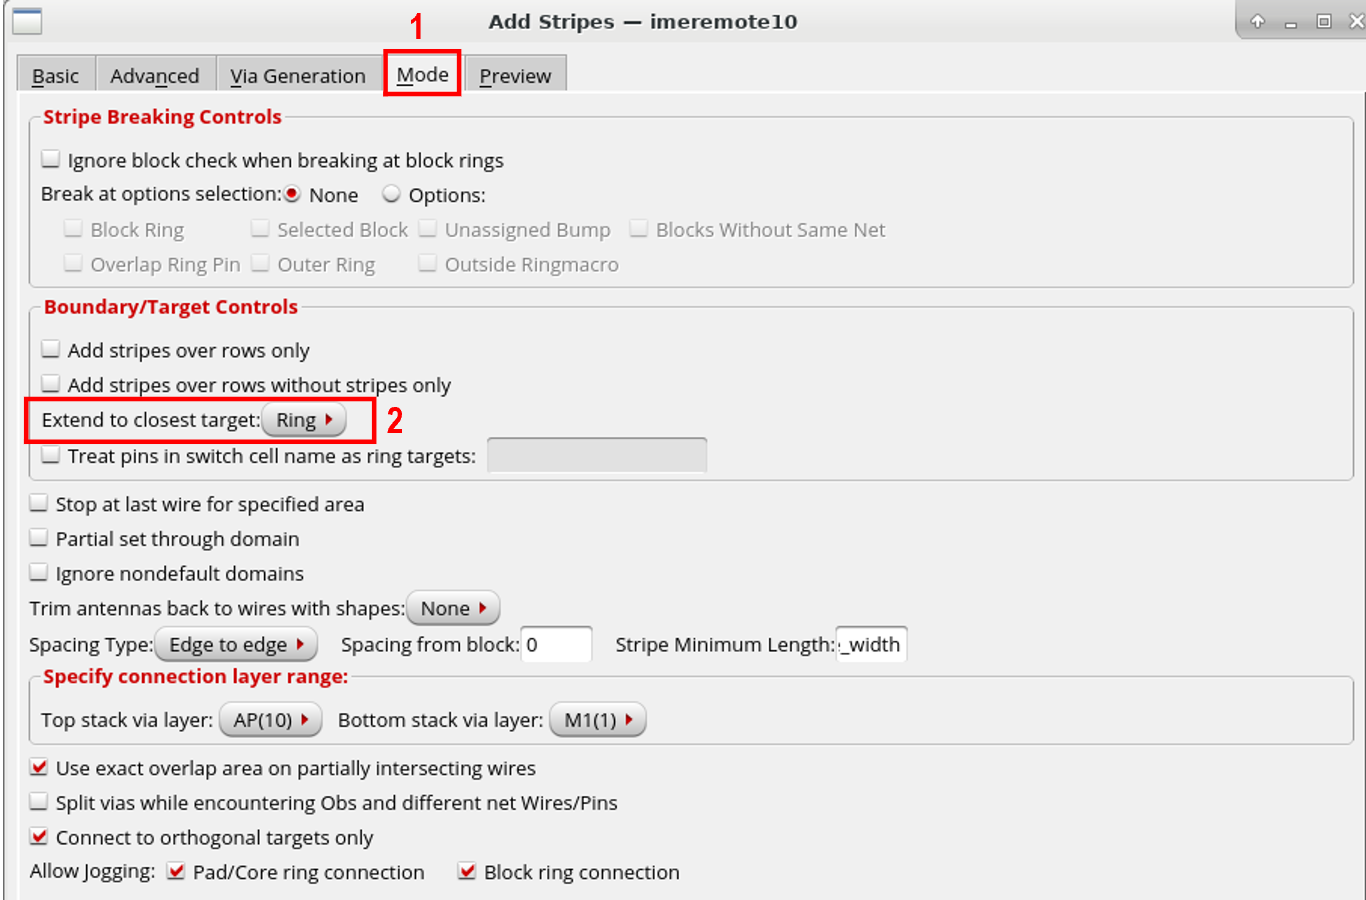 Add Stripes — imeremote10
1
Basic Advanced Via Generation Mode Preview
Stripe Breaking Controls
Ignore block check when breaking at block rings
Break at options selection: None Options:
Block Ring Selected Block Unassigned Bump Blocks Without Same Net
Overlap Ring Pin Outer Ring Outside Ringmacro
Boundary/Target Controls
Add stripes over rows only
Add stripes over rows without stripes only
Extend to closest target: Ring 2
Treat pins in switch cell name as ring targets:
Stop at last wire for specified area
Partial set through domain
Ignore nondefault domains
Trim antennas back to wires with shapes: None
Spacing Type: Edge to edge Spacing from block: 0 Stripe Minimum Length: _width
Specify connection layer range:
Top stack via layer: AP(10) Bottom stack via layer: M1(1)
Use exact overlap area on partially intersecting wires
Split vias while encountering Obs and different net Wires/Pins
Connect to orthogonal targets only
Allow Jogging: Pad/Core ring connection Block ring connection